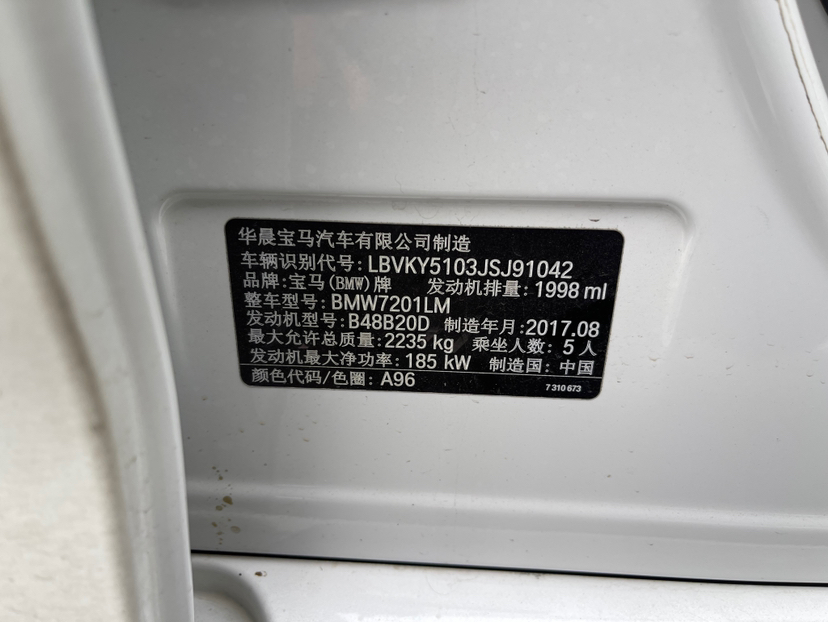 华晨宝马汽车有限公司制造
车辆识别代号: LBVKY5103JSJ91042
品牌: 宝马(BMW)牌 发动机排量: 1998 ml
整车型号: BMW7201LM
发动机型号: B48B20D 制造年月: 2017.08
最大允许总质量: 2235 kg 乘坐人数: 5 人
发动机最大净功率: 185 kW 制造国: 中国
颜色代码/色圈: A96 7 310 673